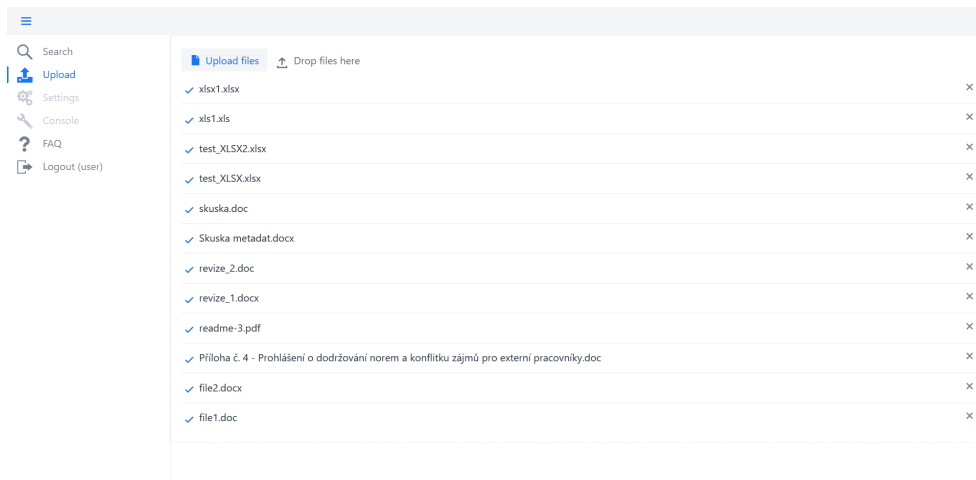 Search
Upload
Settings
Console
FAQ
Logout (user)
Upload files Drop files here
xlsx1.xlsx
xls1.xls
test_XLSX2.xlsx
test_XLSX.xlsx
skuska.doc
Skuska metadat.docx
revize_2.doc
revize_1.docx
readme-3.pdf
Příloha č. 4 - Prohlášení o dodržování norem a konfliktu zájmů pro externí pracovníky.doc
file2.docx
file1.doc